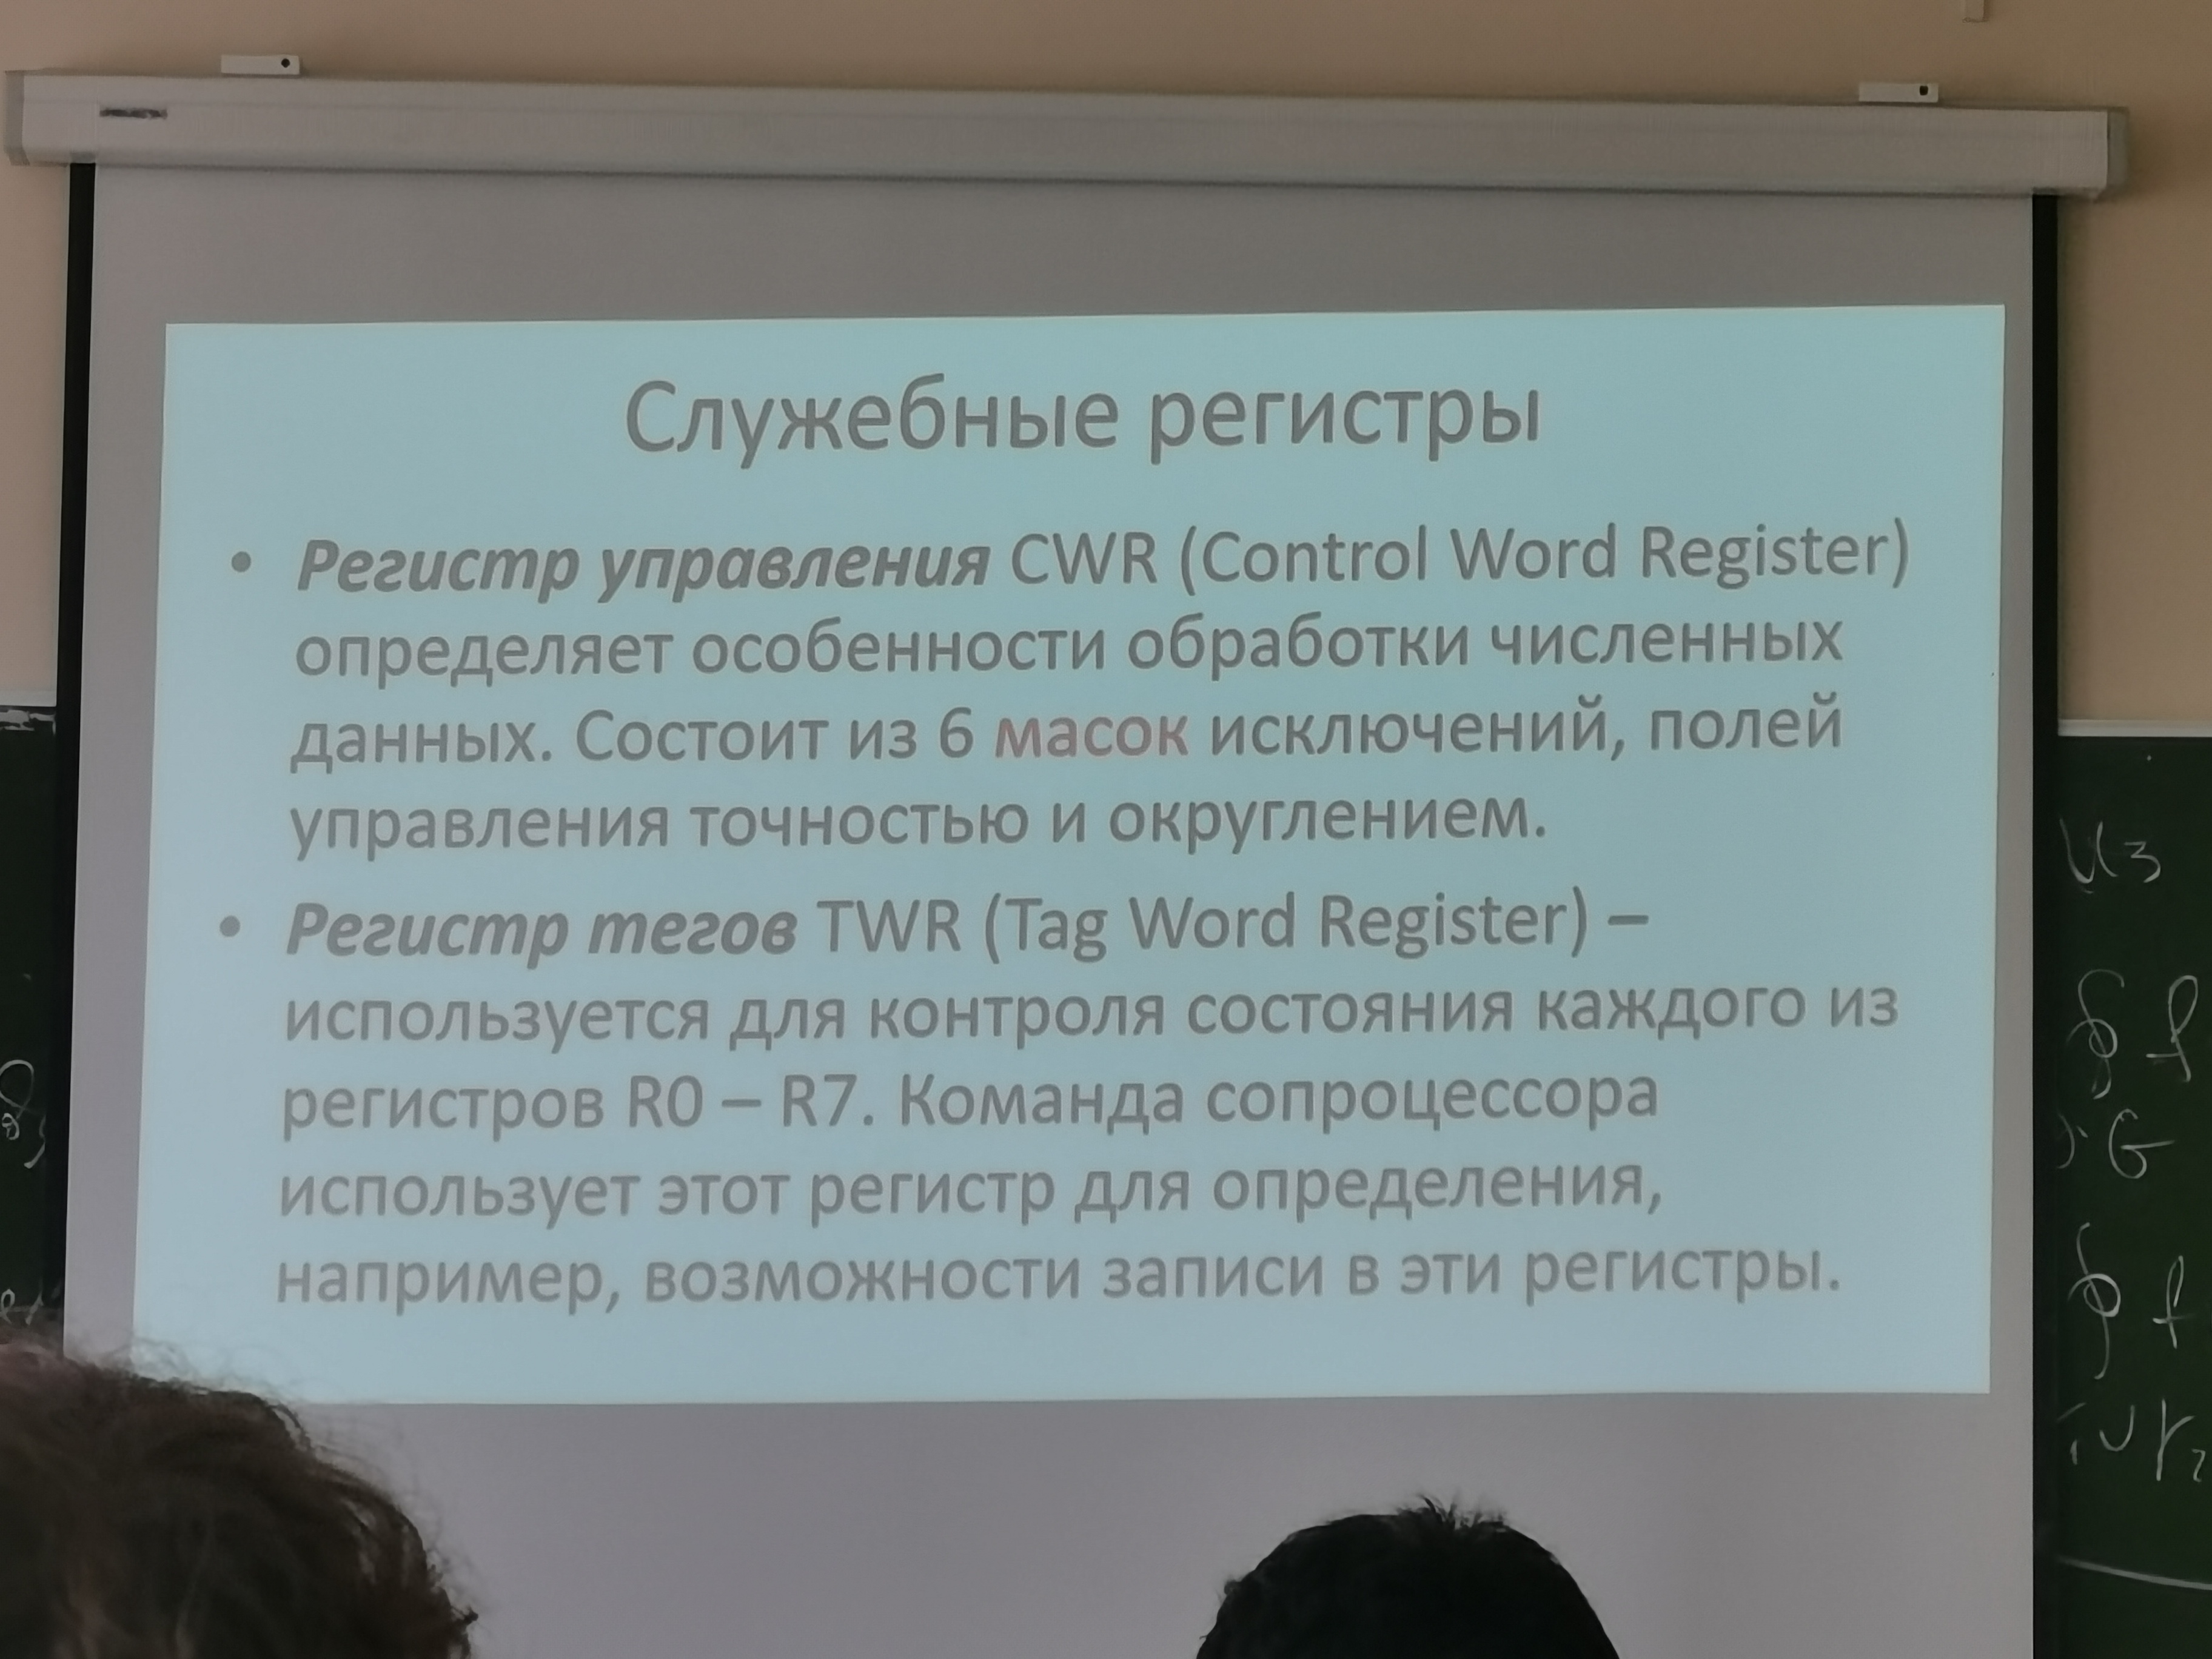 Служебные регистры
• Регистр управления CWR (Control Word Register)
определяет особенности обработки численных
данных. Состоит из 6 масок исключений, полей
управления точностью и округлением.
• Регистр тегов TWR (Tag Word Register) –
используется для контроля состояния каждого из
регистров R0 – R7. Команда сопроцессора
использует этот регистр для определения,
например, возможности записи в эти регистры.
Из